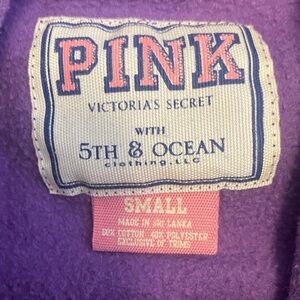 PINK
VICTORIA'S SECRET
WITH
5TH & OCEAN
clothing, LLC
SMALL
MADE IN SRI LANKA
60% COTTON 40% POLYESTER
EXCLUSIVE OF TRIMS